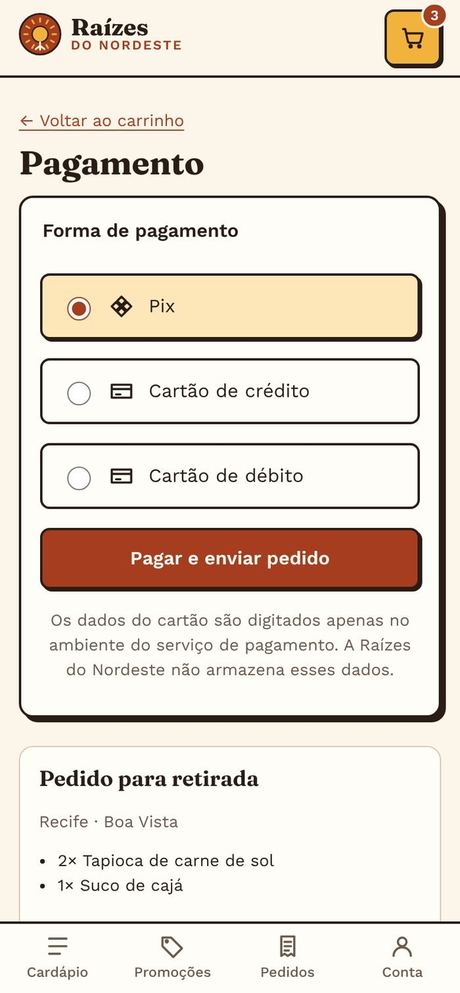 Raízes
DO NORDESTE
3
← Voltar ao carrinho
Pagamento
Forma de pagamento
Pix
Cartão de crédito
Cartão de débito
Pagar e enviar pedido
Os dados do cartão são digitados apenas no
ambiente do serviço de pagamento. A Raízes
do Nordeste não armazena esses dados.
Pedido para retirada
Recife · Boa Vista
• 2× Tapioca de carne de sol
• 1× Suco de cajá
Cardápio
Promoções
Pedidos
Conta